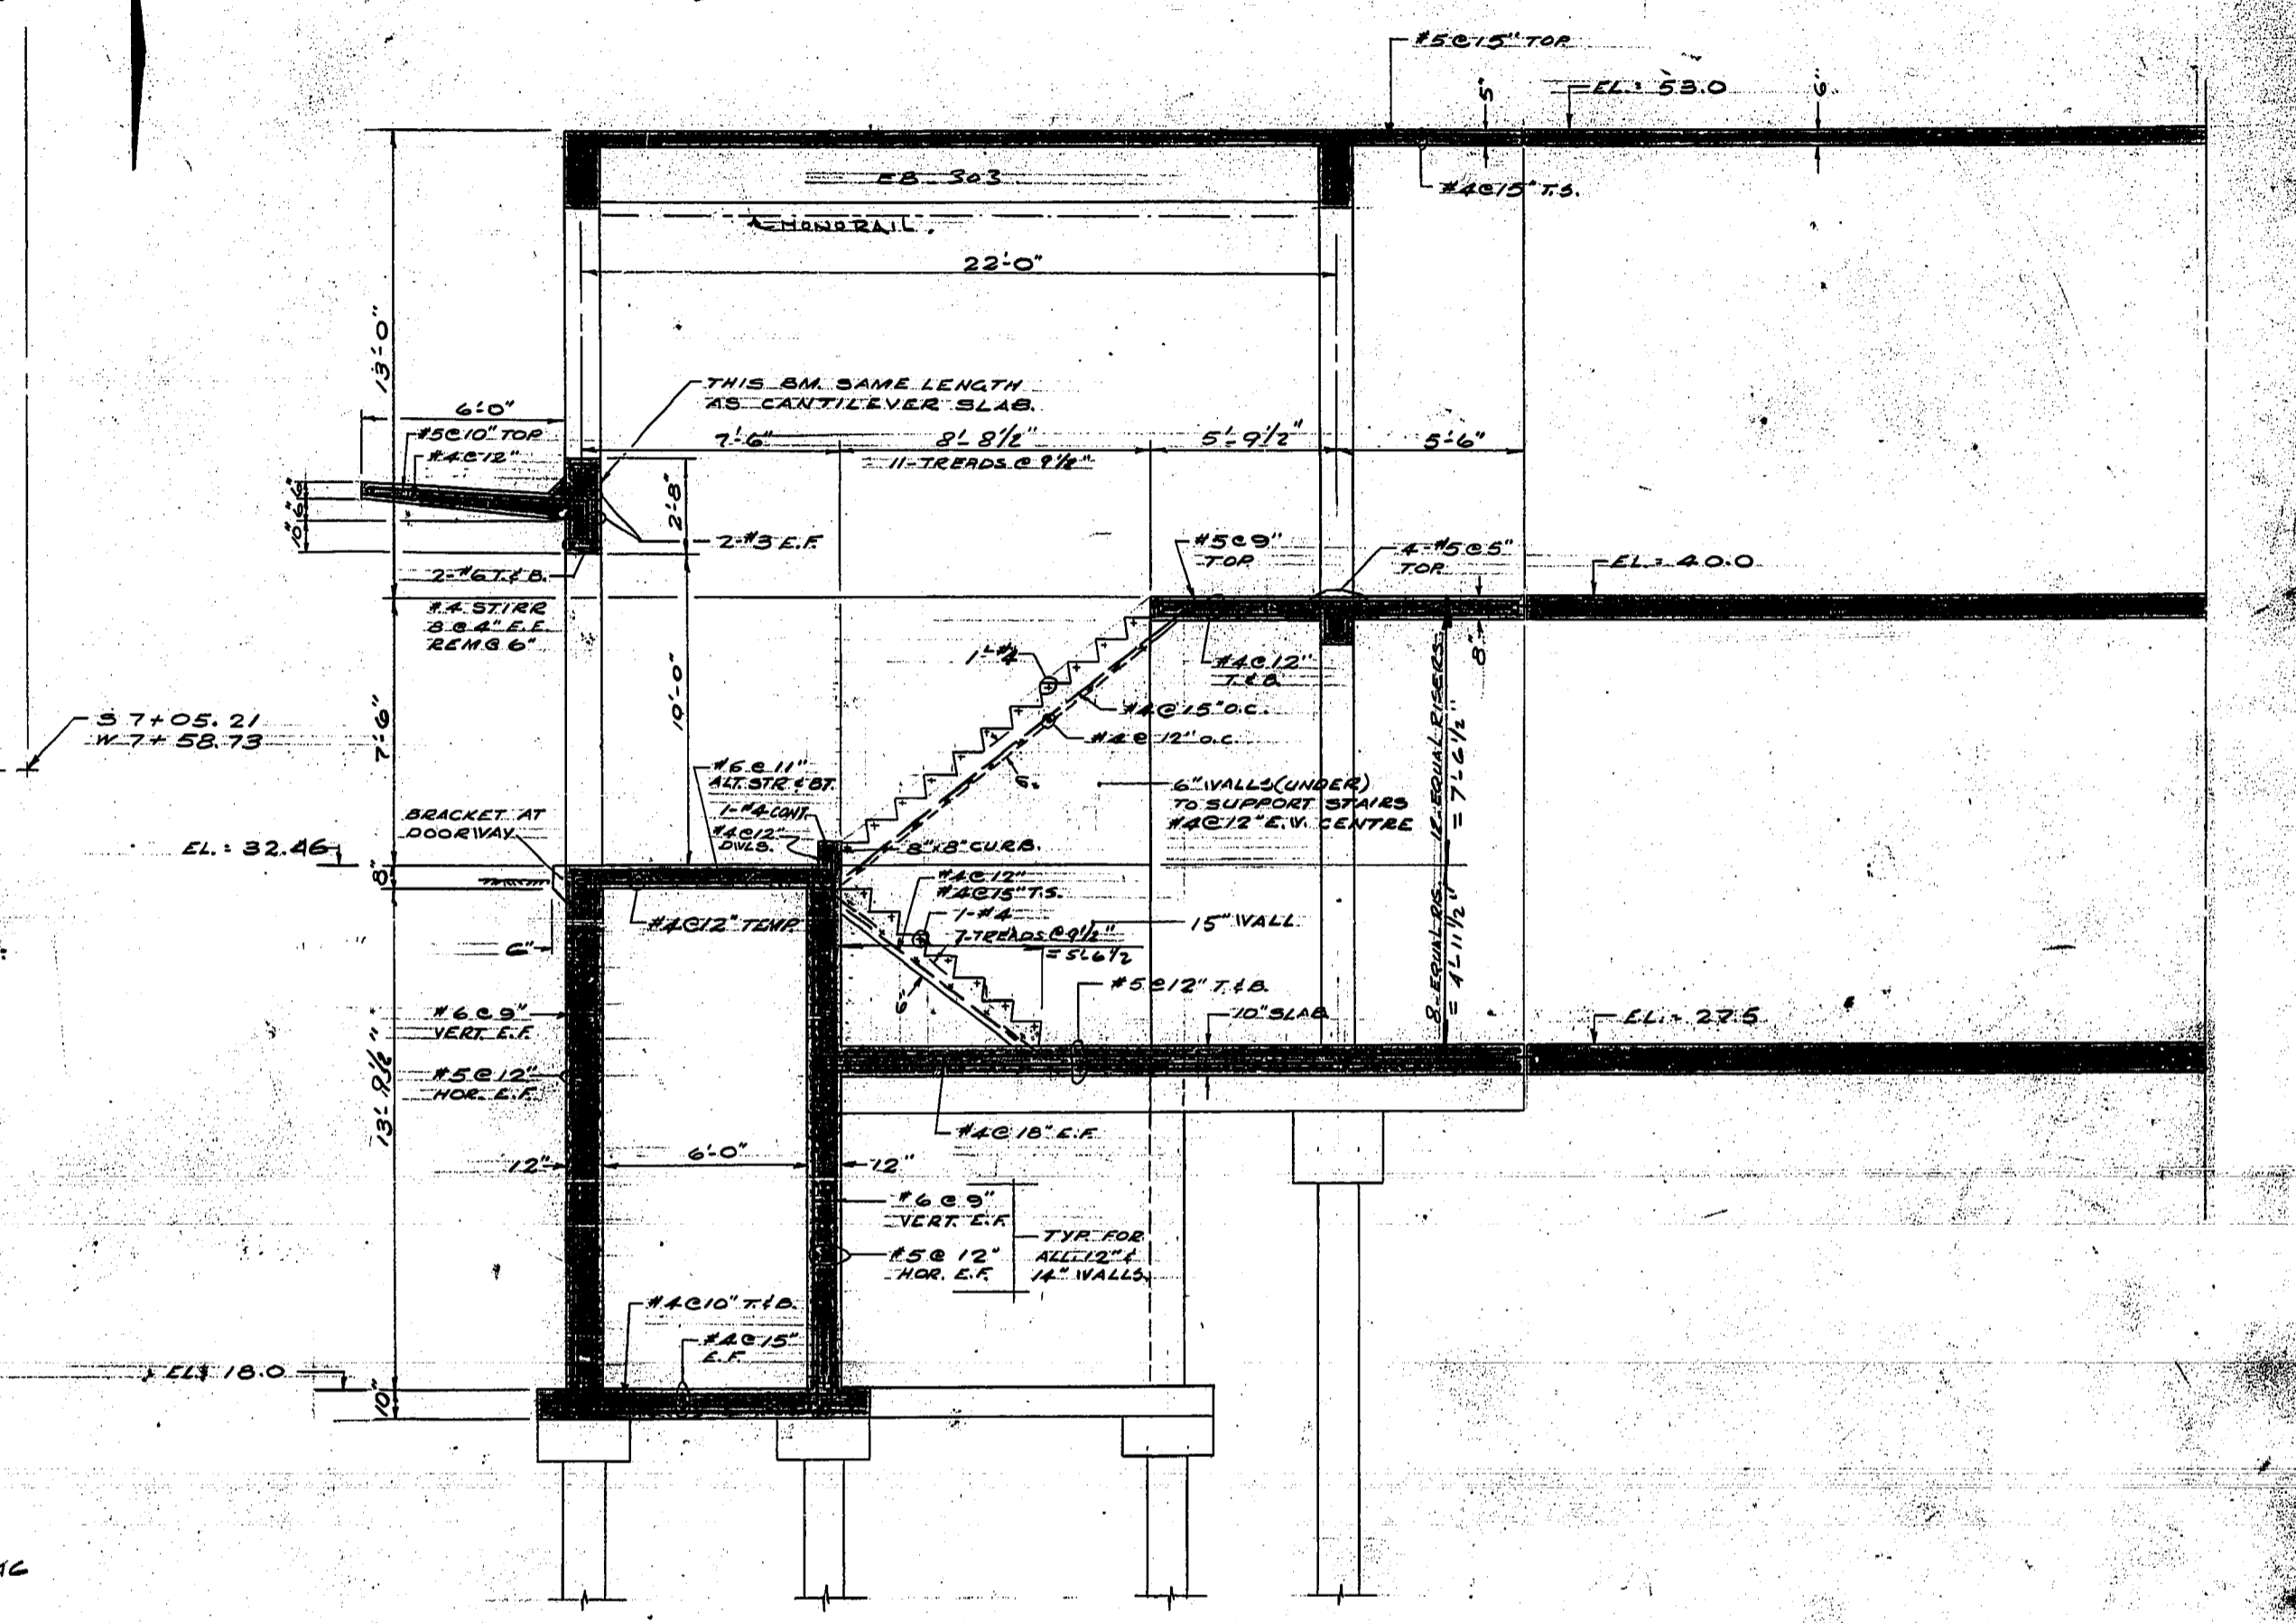 #5@15" TOP
EL.: 53.0
5"
6"
EB-303
#4@15" T.S.
MONORAIL.
22'-0"
13'-0"
THIS BM. SAME LENGTH
AS CANTILEVER SLAB.
6'-0"
#5@10" TOP
#4@12"
7'-6"
8'-8 1/2"
5'-9 1/2"
5'-6"
11-TREADS @ 9 1/2"
10" 6" 6"
2'-8"
2-#3 E.F.
2-#6 T.& B.
#4 STIRR
8@4" E.E.
REM@6"
#5@9"
TOP
4-#5@5"
TOP.
EL.: 40.0
8"
1-#4
#4@12"
T.& B.
#4@15" O.C.
#4@12" O.C.
6"
10'-0"
7'-6"
S 7+05.21
W 7+58.73
#6@11"
ALT. STR & BT.
1-#4 CONT.
#4@12"
DWLS.
6" WALLS (UNDER)
TO SUPPORT STAIRS
#4@12" E.W. CENTRE
12-EQUAL RISERS
= 7'-6 1/2"
BRACKET AT
DOORWAY
EL.: 32.46
8"
8"x8" CURB.
#4@12"
#4@15" T.S.
1-#4
7-TREADS @ 9 1/2"
= 5'-6 1/2
15" WALL
#4@12" TEMP.
6"
6"
8-EQUAL RIS.
= 4'-11 1/2"
#5@12" T.& B.
10" SLAB
EL.: 27.5
#6@9"
VERT. E.F.
#5@12"
HOR. E.F.
13'-9 1/2"
#4@18" E.F.
12"
6'-0"
12"
#6@9"
VERT. E.F.
#5@12"
HOR. E.F.
TYP. FOR
ALL 12" &
14" WALLS
#4@10" T.& B.
#4@15"
E.F.
EL. 18.0
10"